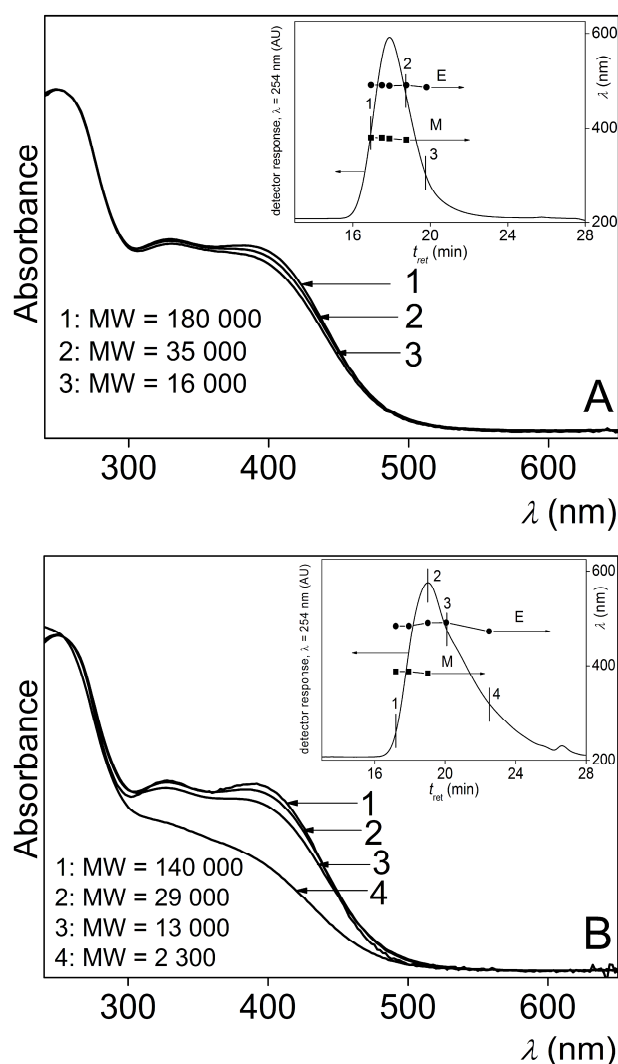 Absorbance
1: MW = 180 000
2: MW = 35 000
3: MW = 16 000
1
2
3
A
300 400 500 600
λ (nm)
detector response, λ = 254 nm (AU)
1
2
3
E
M
600
400
200
λ (nm)
16 20 24 28
t_ret (min)
Absorbance
1: MW = 140 000
2: MW = 29 000
3: MW = 13 000
4: MW = 2 300
1
2
3
4
B
300 400 500 600
λ (nm)
detector response, λ = 254 nm (AU)
1
2
3
4
E
M
600
400
200
λ (nm)
16 20 24 28
t_ret (min)